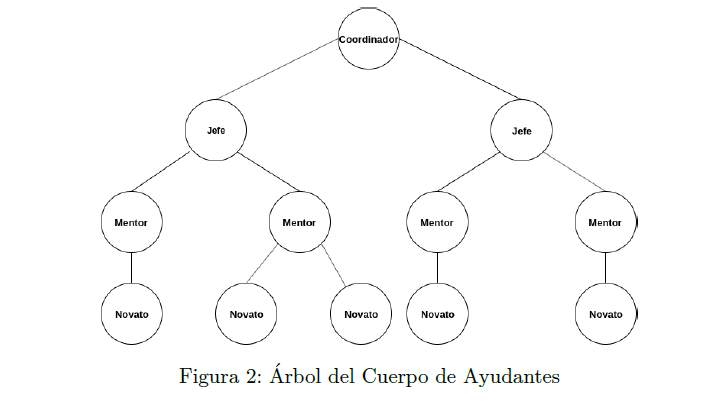 Coordinador
Jefe
Jefe
Mentor
Mentor
Mentor
Mentor
Novato
Novato
Novato
Novato
Novato
Figura 2: Árbol del Cuerpo de Ayudantes